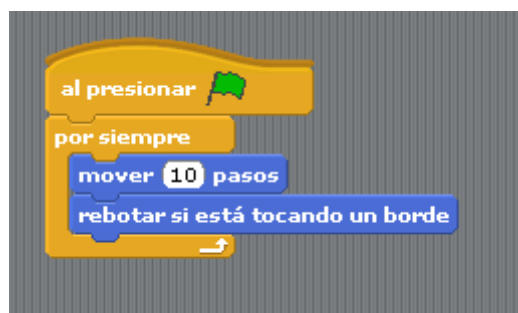 al presionar
por siempre
mover 10 pasos
rebotar si está tocando un borde